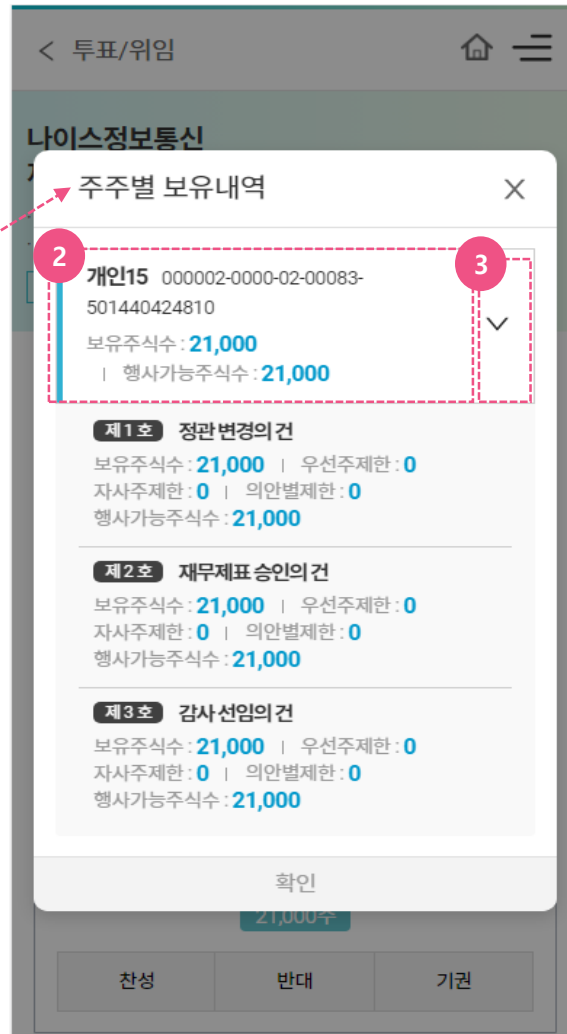 투표/위임
나이스정보통신
주주별 보유내역
2
3
개인15 000002-0000-02-00083-
501440424810
보유주식수 : 21,000
| 행사가능주식수 : 21,000
제1호 정관 변경의 건
보유주식수 : 21,000 | 우선주제한 : 0
자사주제한 : 0 | 의안별제한 : 0
행사가능주식수 : 21,000
제2호 재무제표 승인의 건
보유주식수 : 21,000 | 우선주제한 : 0
자사주제한 : 0 | 의안별제한 : 0
행사가능주식수 : 21,000
제3호 감사 선임의 건
보유주식수 : 21,000 | 우선주제한 : 0
자사주제한 : 0 | 의안별제한 : 0
행사가능주식수 : 21,000
확인
21,000주
찬성 반대 기권